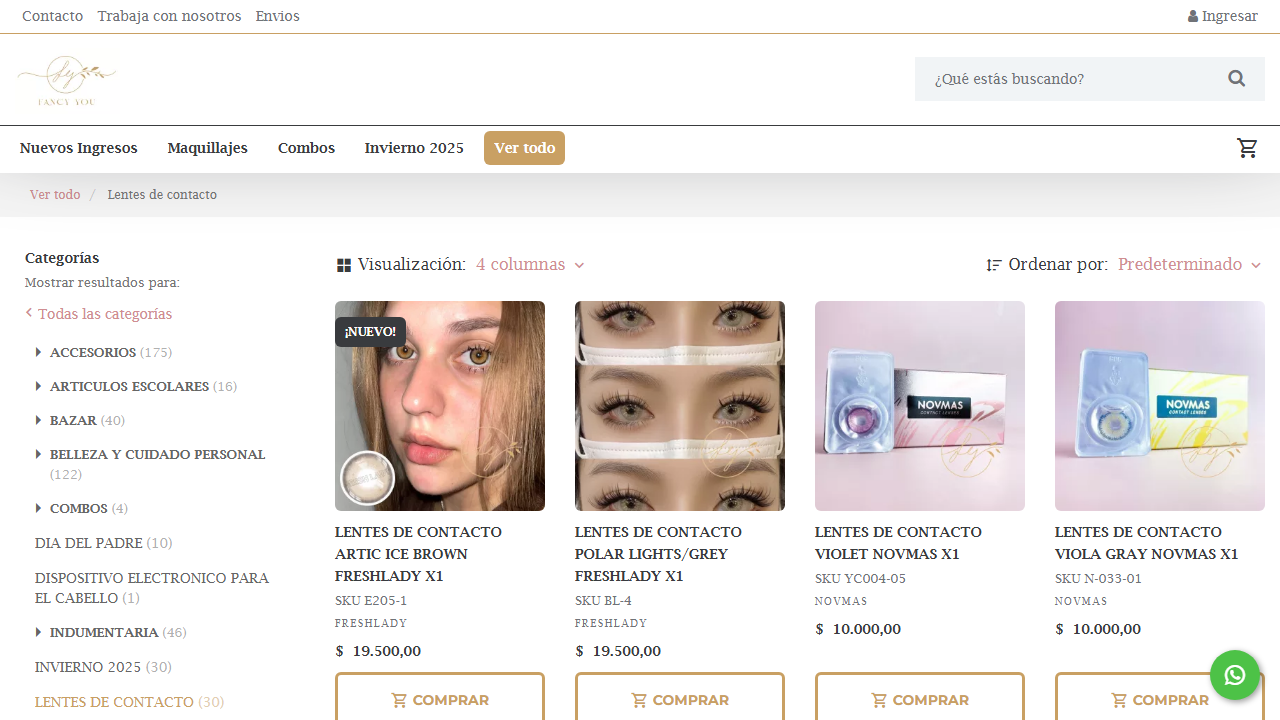 Contacto Trabaja con nosotros Envios Ingresar
FANCY YOU
¿Qué estás buscando?
Nuevos Ingresos Maquillajes Combos Invierno 2025 Ver todo
Ver todo / Lentes de contacto
Categorías
Mostrar resultados para:
Todas las categorías
ACCESORIOS (175)
ARTICULOS ESCOLARES (16)
BAZAR (40)
BELLEZA Y CUIDADO PERSONAL
(122)
COMBOS (4)
DIA DEL PADRE (10)
DISPOSITIVO ELECTRONICO PARA
EL CABELLO (1)
INDUMENTARIA (46)
INVIERNO 2025 (30)
LENTES DE CONTACTO (30)
Visualización: 4 columnas
Ordenar por: Predeterminado
¡NUEVO!
LENTES DE CONTACTO
ARTIC ICE BROWN
FRESHLADY X1
SKU E205-1
FRESHLADY
$ 19.500,00
COMPRAR
LENTES DE CONTACTO
POLAR LIGHTS/GREY
FRESHLADY X1
SKU BL-4
FRESHLADY
$ 19.500,00
COMPRAR
NOVMAS
CONTACT LENSES
LENTES DE CONTACTO
VIOLET NOVMAS X1
SKU YC004-05
NOVMAS
$ 10.000,00
COMPRAR
NOVMAS
CONTACT LENSES
LENTES DE CONTACTO
VIOLA GRAY NOVMAS X1
SKU N-033-01
NOVMAS
$ 10.000,00
COMPRAR